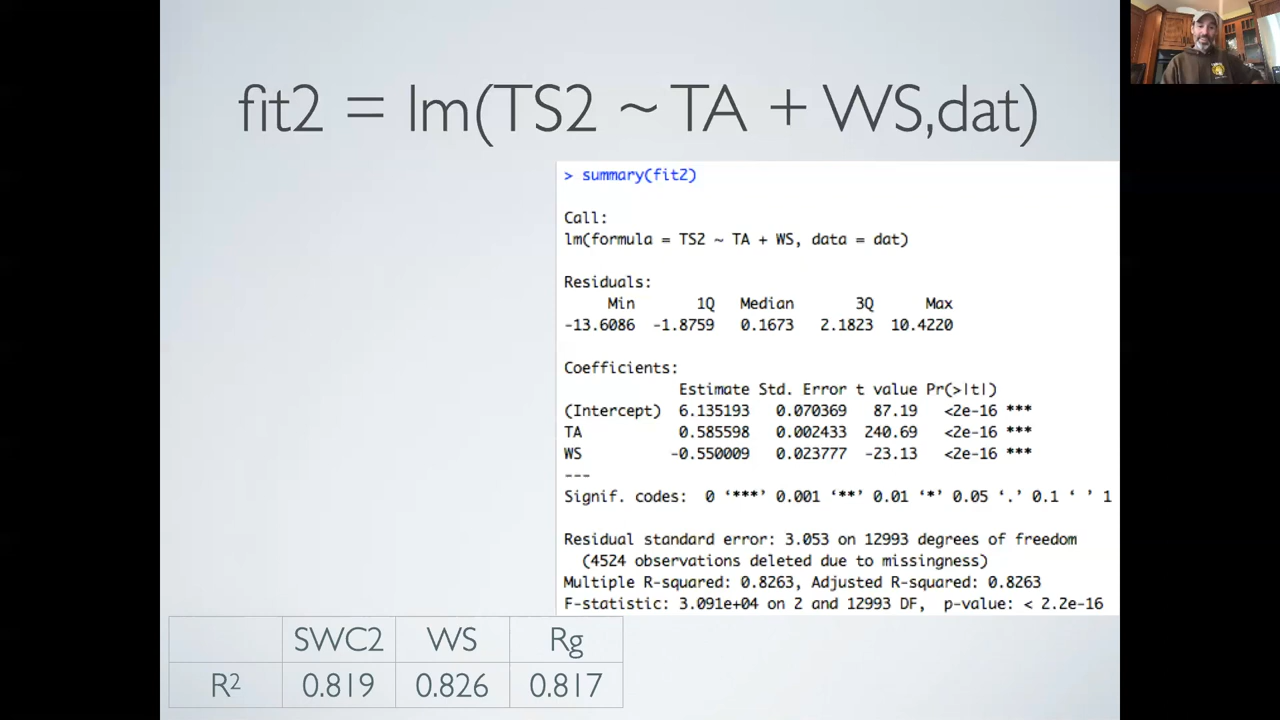 fit2 = lm(TS2 ~ TA + WS,dat)
> summary(fit2)
Call:
lm(formula = TS2 ~ TA + WS, data = dat)
Residuals:
Min 1Q Median 3Q Max
-13.6086 -1.8759 0.1673 2.1823 10.4220
Coefficients:
Estimate Std. Error t value Pr(>|t|)
(Intercept) 6.135193 0.070369 87.19 <2e-16 ***
TA 0.585598 0.002433 240.69 <2e-16 ***
WS -0.550009 0.023777 -23.13 <2e-16 ***
---
Signif. codes: 0 ‘***’ 0.001 ‘**’ 0.01 ‘*’ 0.05 ‘.’ 0.1 ‘ ’ 1
Residual standard error: 3.053 on 12993 degrees of freedom
(4524 observations deleted due to missingness)
Multiple R-squared: 0.8263, Adjusted R-squared: 0.8263
F-statistic: 3.091e+04 on 2 and 12993 DF, p-value: < 2.2e-16
SWC2 WS Rg
R² 0.819 0.826 0.817